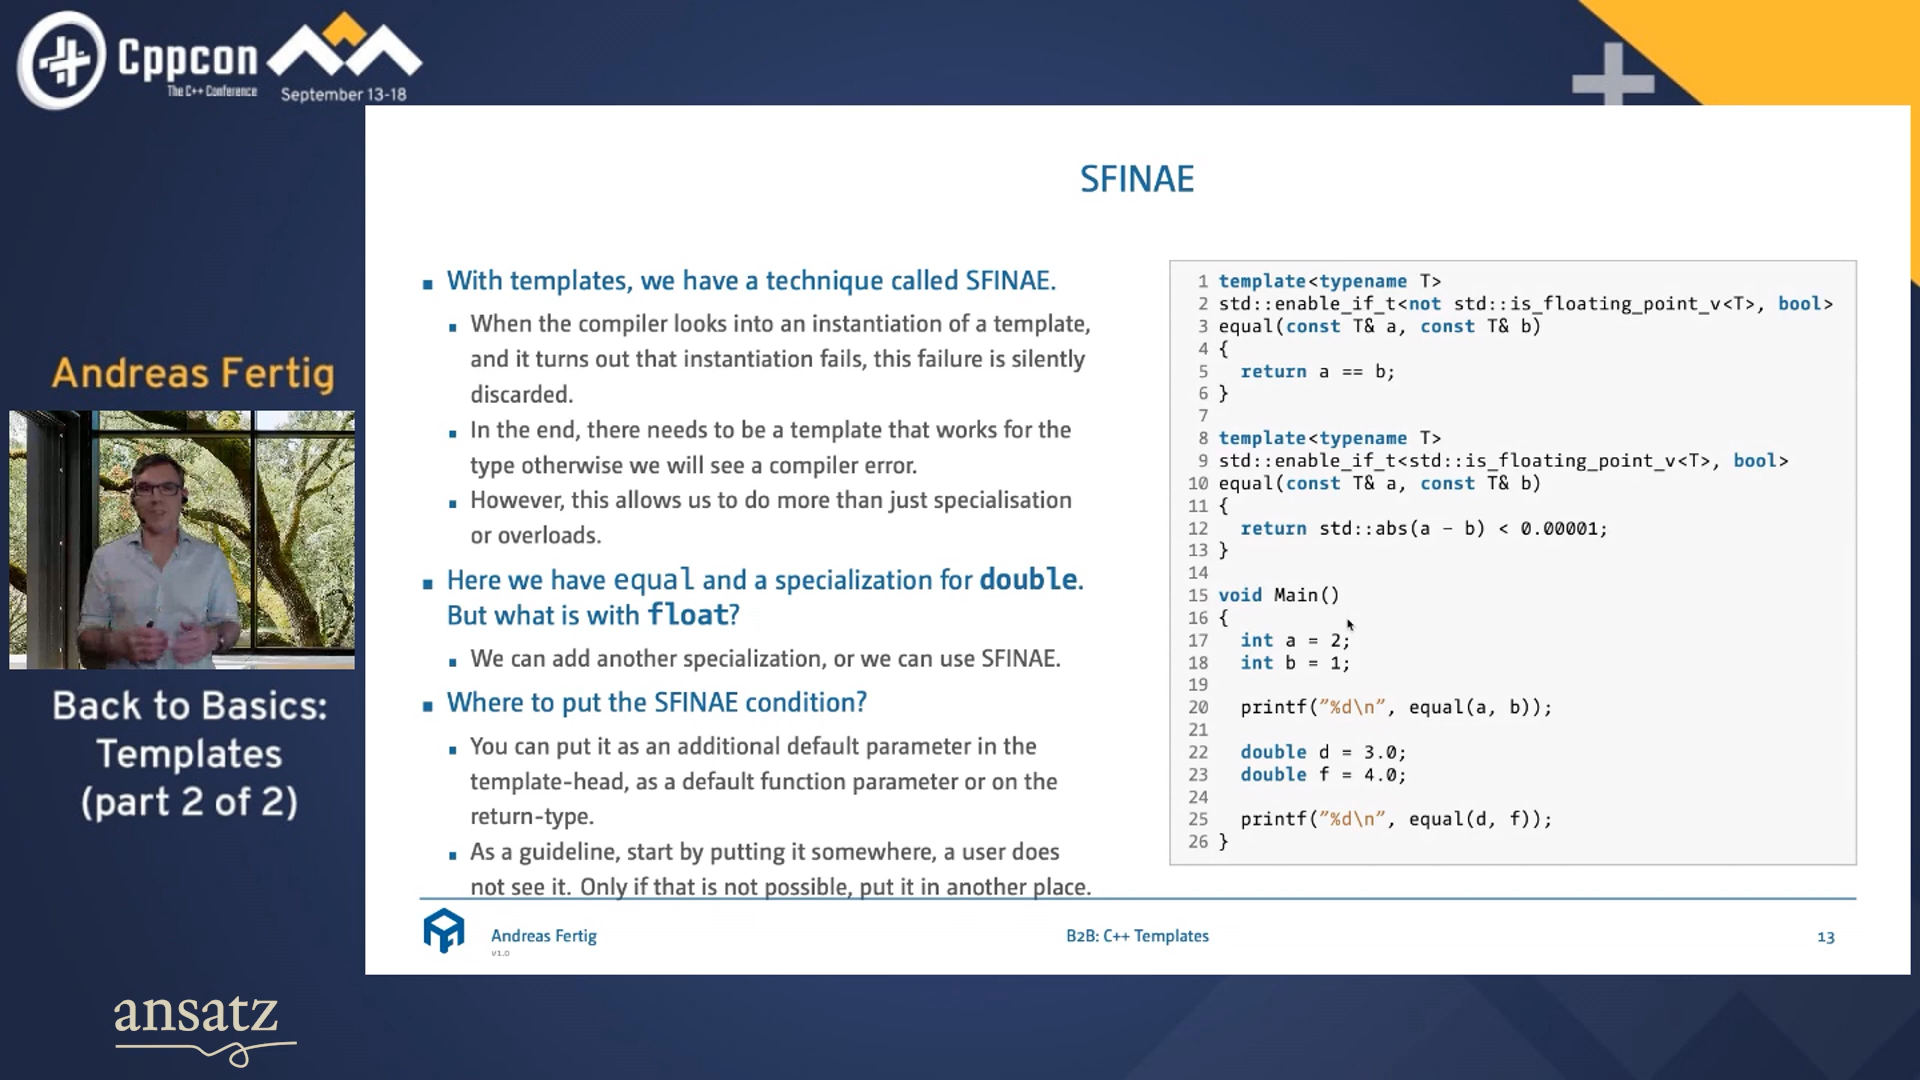 Cppcon
The C++ Conference
September 13-18
SFINAE
With templates, we have a technique called SFINAE.
When the compiler looks into an instantiation of a template,
and it turns out that instantiation fails, this failure is silently
discarded.
In the end, there needs to be a template that works for the
type otherwise we will see a compiler error.
However, this allows us to do more than just specialisation
or overloads.
Here we have equal and a specialization for double.
But what is with float?
We can add another specialization, or we can use SFINAE.
Where to put the SFINAE condition?
You can put it as an additional default parameter in the
template-head, as a default function parameter or on the
return-type.
As a guideline, start by putting it somewhere, a user does
not see it. Only if that is not possible, put it in another place.
1 template<typename T>
2 std::enable_if_t<not std::is_floating_point_v<T>, bool>
3 equal(const T& a, const T& b)
4 {
5   return a == b;
6 }
7
8 template<typename T>
9 std::enable_if_t<std::is_floating_point_v<T>, bool>
10 equal(const T& a, const T& b)
11 {
12   return std::abs(a - b) < 0.00001;
13 }
14
15 void Main()
16 {
17   int a = 2;
18   int b = 1;
19
20   printf("%d\n", equal(a, b));
21
22   double d = 3.0;
23   double f = 4.0;
24
25   printf("%d\n", equal(d, f));
26 }
Andreas Fertig
v1.0
B2B: C++ Templates
13
Andreas Fertig
Back to Basics:
Templates
(part 2 of 2)
ansatz